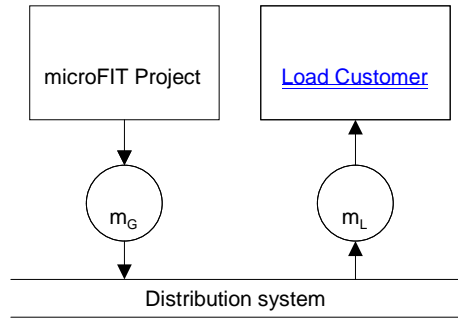 microFIT Project
Load Customer
m_G
m_L
Distribution system